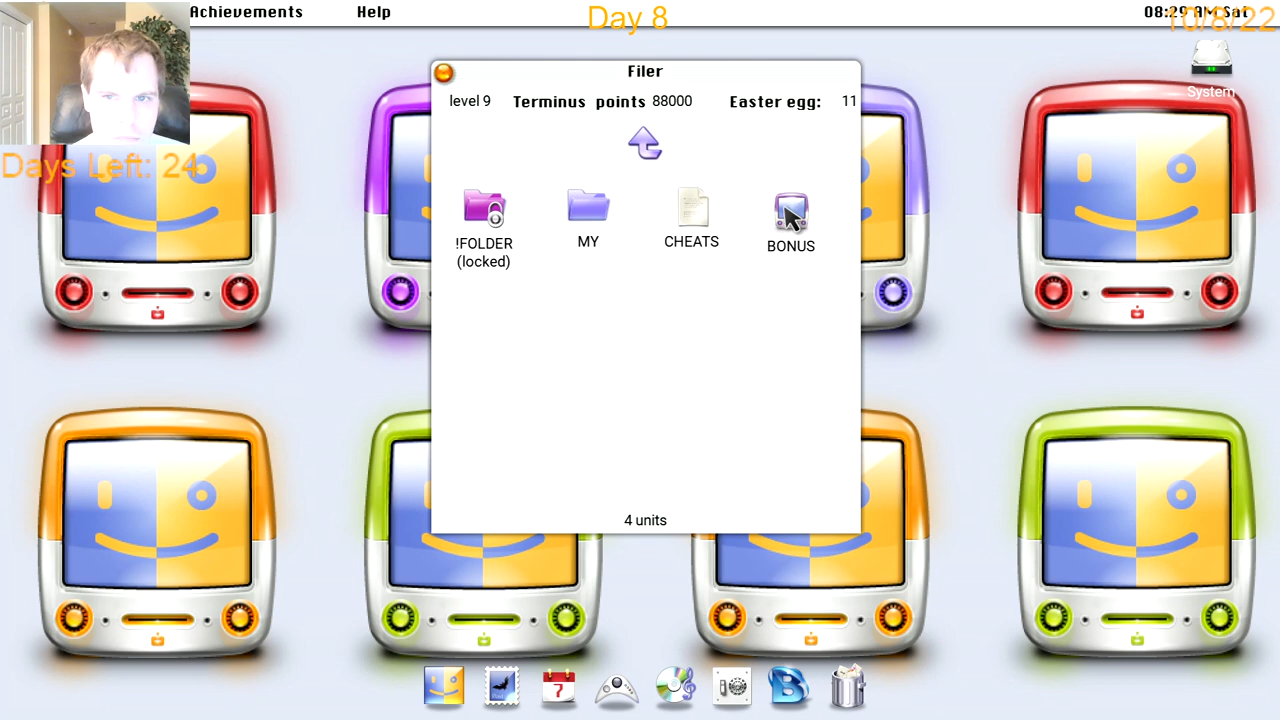 Achievements Help
Day 8
08:29 AM Sat
10/8/22
System
Days Left: 24
Filer
level 9 Terminus points 88000 Easter egg: 11
!FOLDER
(locked)
MY
CHEATS
BONUS
4 units
7